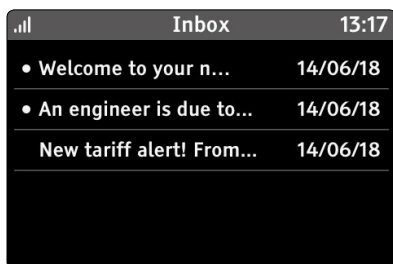 Inbox 13:17
• Welcome to your n... 14/06/18
• An engineer is due to... 14/06/18
New tariff alert! From... 14/06/18